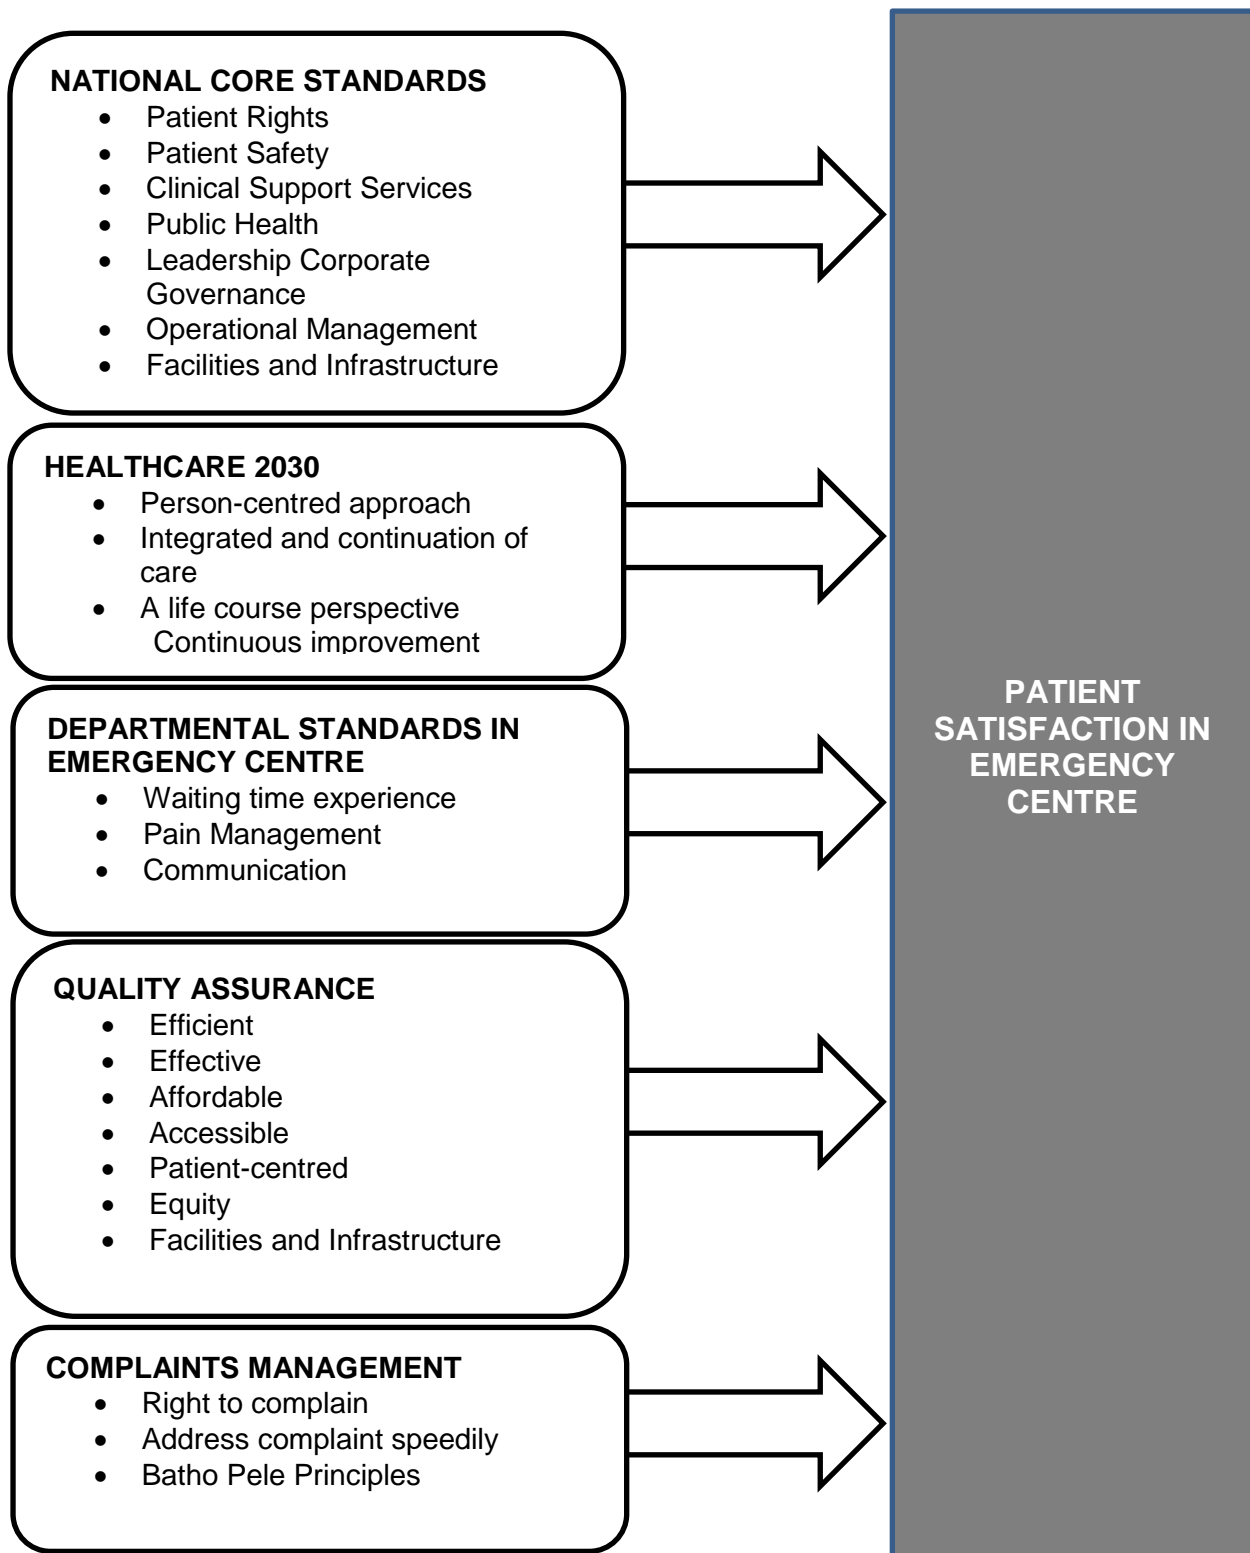 NATIONAL CORE STANDARDS
• Patient Rights
• Patient Safety
• Clinical Support Services
• Public Health
• Leadership Corporate
Governance
• Operational Management
• Facilities and Infrastructure
HEALTHCARE 2030
• Person-centred approach
• Integrated and continuation of
care
• A life course perspective
Continuous improvement
DEPARTMENTAL STANDARDS IN
EMERGENCY CENTRE
• Waiting time experience
• Pain Management
• Communication
QUALITY ASSURANCE
• Efficient
• Effective
• Affordable
• Accessible
• Patient-centred
• Equity
• Facilities and Infrastructure
COMPLAINTS MANAGEMENT
• Right to complain
• Address complaint speedily
• Batho Pele Principles
PATIENT
SATISFACTION IN
EMERGENCY
CENTRE